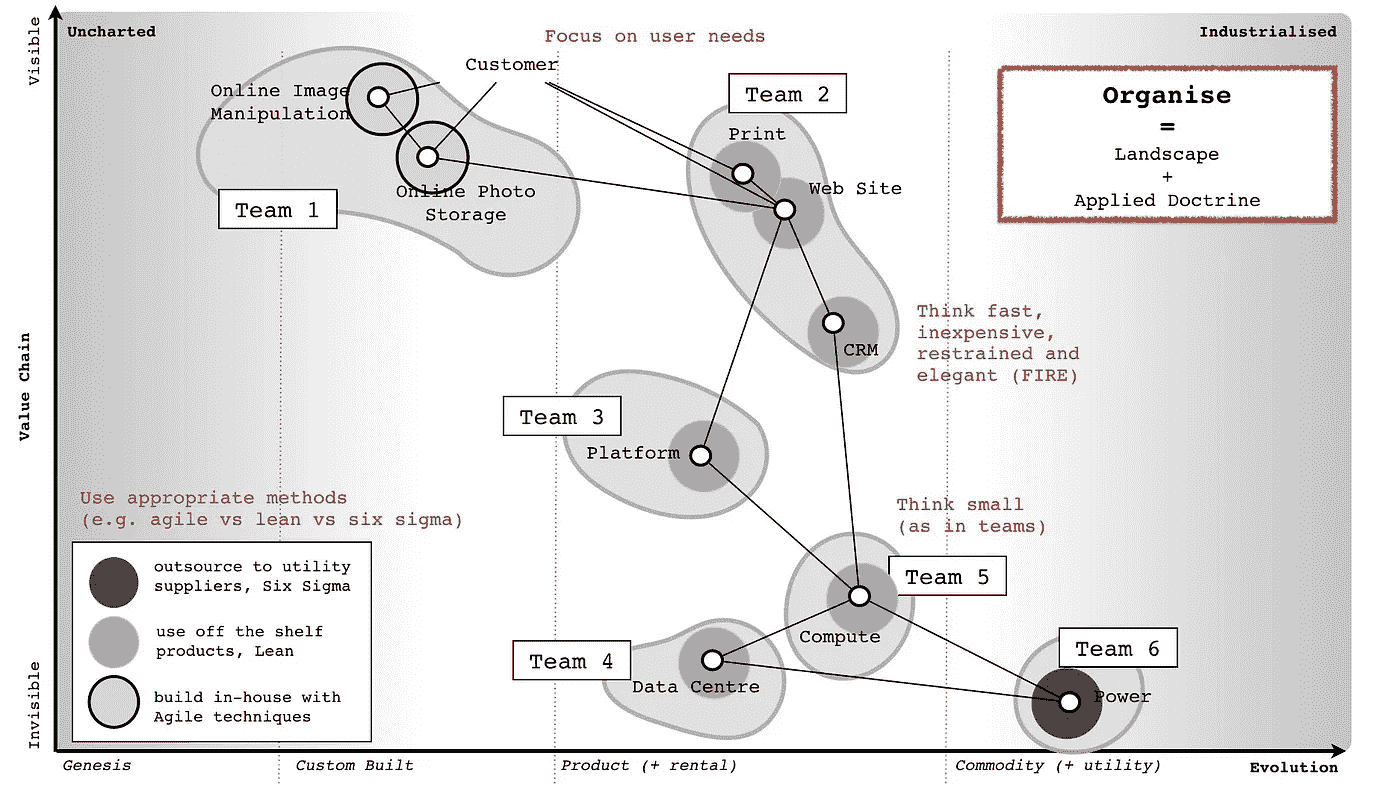 Visible
Uncharted
Focus on user needs
Industrialised
Customer
Online Image
Manipulation
Team 2
Organise
=
Landscape
+
Applied Doctrine
Print
Web Site
Online Photo
Storage
Team 1
Value Chain
Think fast,
inexpensive,
restrained and
elegant (FIRE)
CRM
Team 3
Platform
Use appropriate methods
(e.g. agile vs lean vs six sigma)
Think small
(as in teams)
outsource to utility
suppliers, Six Sigma
use off the shelf
products, Lean
build in-house with
Agile techniques
Team 5
Compute
Team 4
Data Centre
Team 6
Power
Invisible
Genesis
Custom Built
Product (+ rental)
Commodity (+ utility)
Evolution